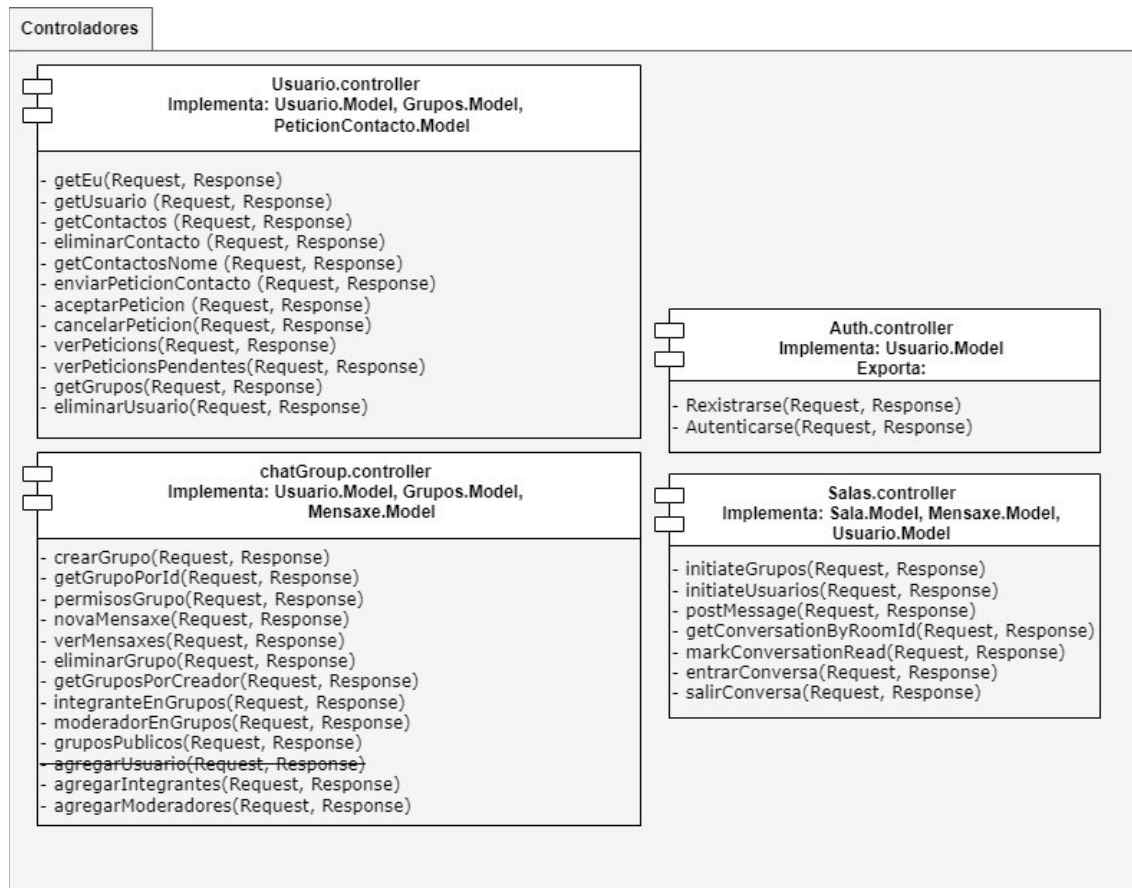 Controladores
Usuario.controller
Implementa: Usuario.Model, Grupos.Model,
PeticionContacto.Model
- getEu(Request, Response)
- getUsuario (Request, Response)
- getContactos (Request, Response)
- eliminarContacto (Request, Response)
- getContactosNome (Request, Response)
- enviarPeticionContacto (Request, Response)
- aceptarPeticion (Request, Response)
- cancelarPeticion(Request, Response)
- verPeticions(Request, Response)
- verPeticionsPendentes(Request, Response)
- getGrupos(Request, Response)
- eliminarUsuario(Request, Response)
Auth.controller
Implementa: Usuario.Model
Exporta:
- Rexistrarse(Request, Response)
- Autenticarse(Request, Response)
chatGroup.controller
Implementa: Usuario.Model, Grupos.Model,
Mensaxe.Model
- crearGrupo(Request, Response)
- getGrupoPorId(Request, Response)
- permisosGrupo(Request, Response)
- novaMensaxe(Request, Response)
- verMensaxes(Request, Response)
- eliminarGrupo(Request, Response)
- getGruposPorCreador(Request, Response)
- integranteEnGrupos(Request, Response)
- moderadorEnGrupos(Request, Response)
- gruposPublicos(Request, Response)
- agregarUsuario(Request, Response)
- agregarIntegrantes(Request, Response)
- agregarModeradores(Request, Response)
Salas.controller
Implementa: Sala.Model, Mensaxe.Model,
Usuario.Model
- initiateGrupos(Request, Response)
- initiateUsuarios(Request, Response)
- postMessage(Request, Response)
- getConversationByRoomId(Request, Response)
- markConversationRead(Request, Response)
- entrarConversa(Request, Response)
- salirConversa(Request, Response)